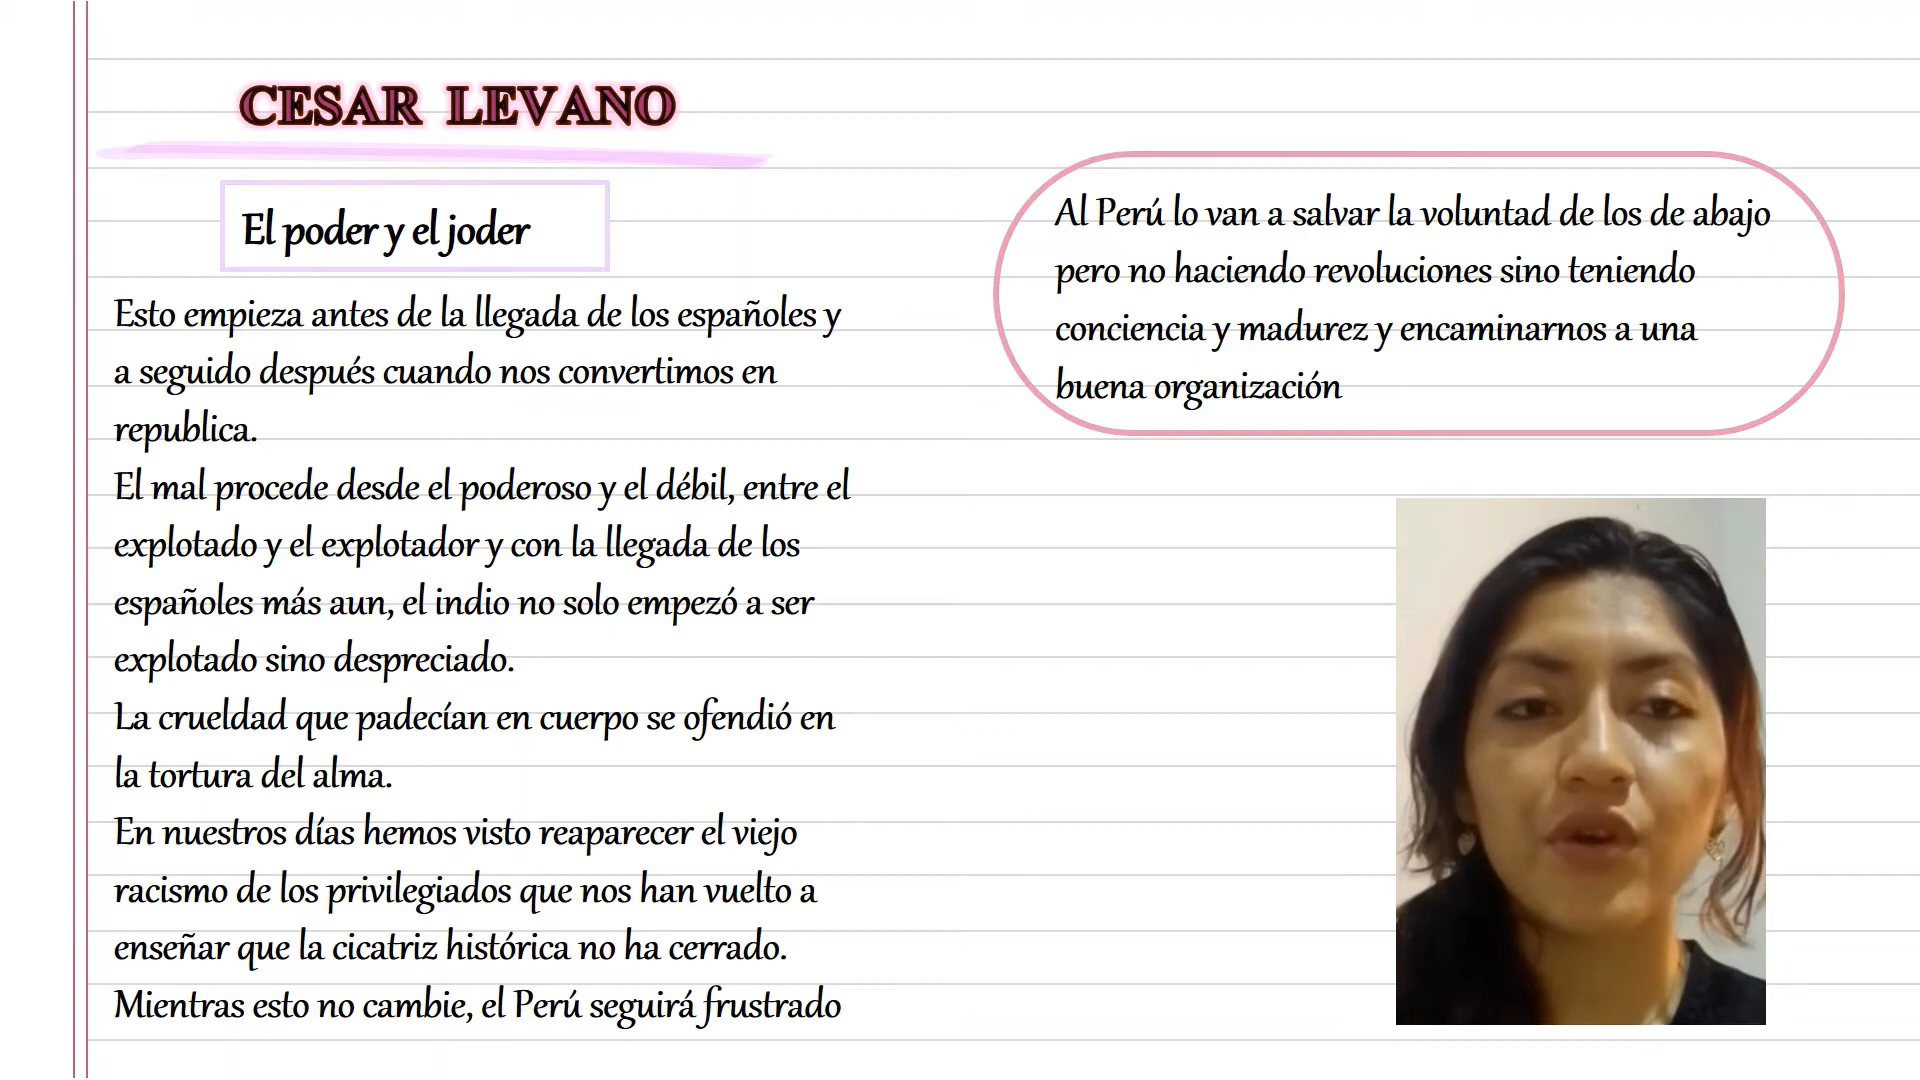 CESAR LEVANO
El poder y el joder
Esto empieza antes de la llegada de los españoles y
a seguido después cuando nos convertimos en
republica.
El mal procede desde el poderoso y el débil, entre el
explotado y el explotador y con la llegada de los
españoles más aun, el indio no solo empezó a ser
explotado sino despreciado.
La crueldad que padecían en cuerpo se ofendió en
la tortura del alma.
En nuestros días hemos visto reaparecer el viejo
racismo de los privilegiados que nos han vuelto a
enseñar que la cicatriz histórica no ha cerrado.
Mientras esto no cambie, el Perú seguirá frustrado
Al Perú lo van a salvar la voluntad de los de abajo
pero no haciendo revoluciones sino teniendo
conciencia y madurez y encaminarnos a una
buena organización